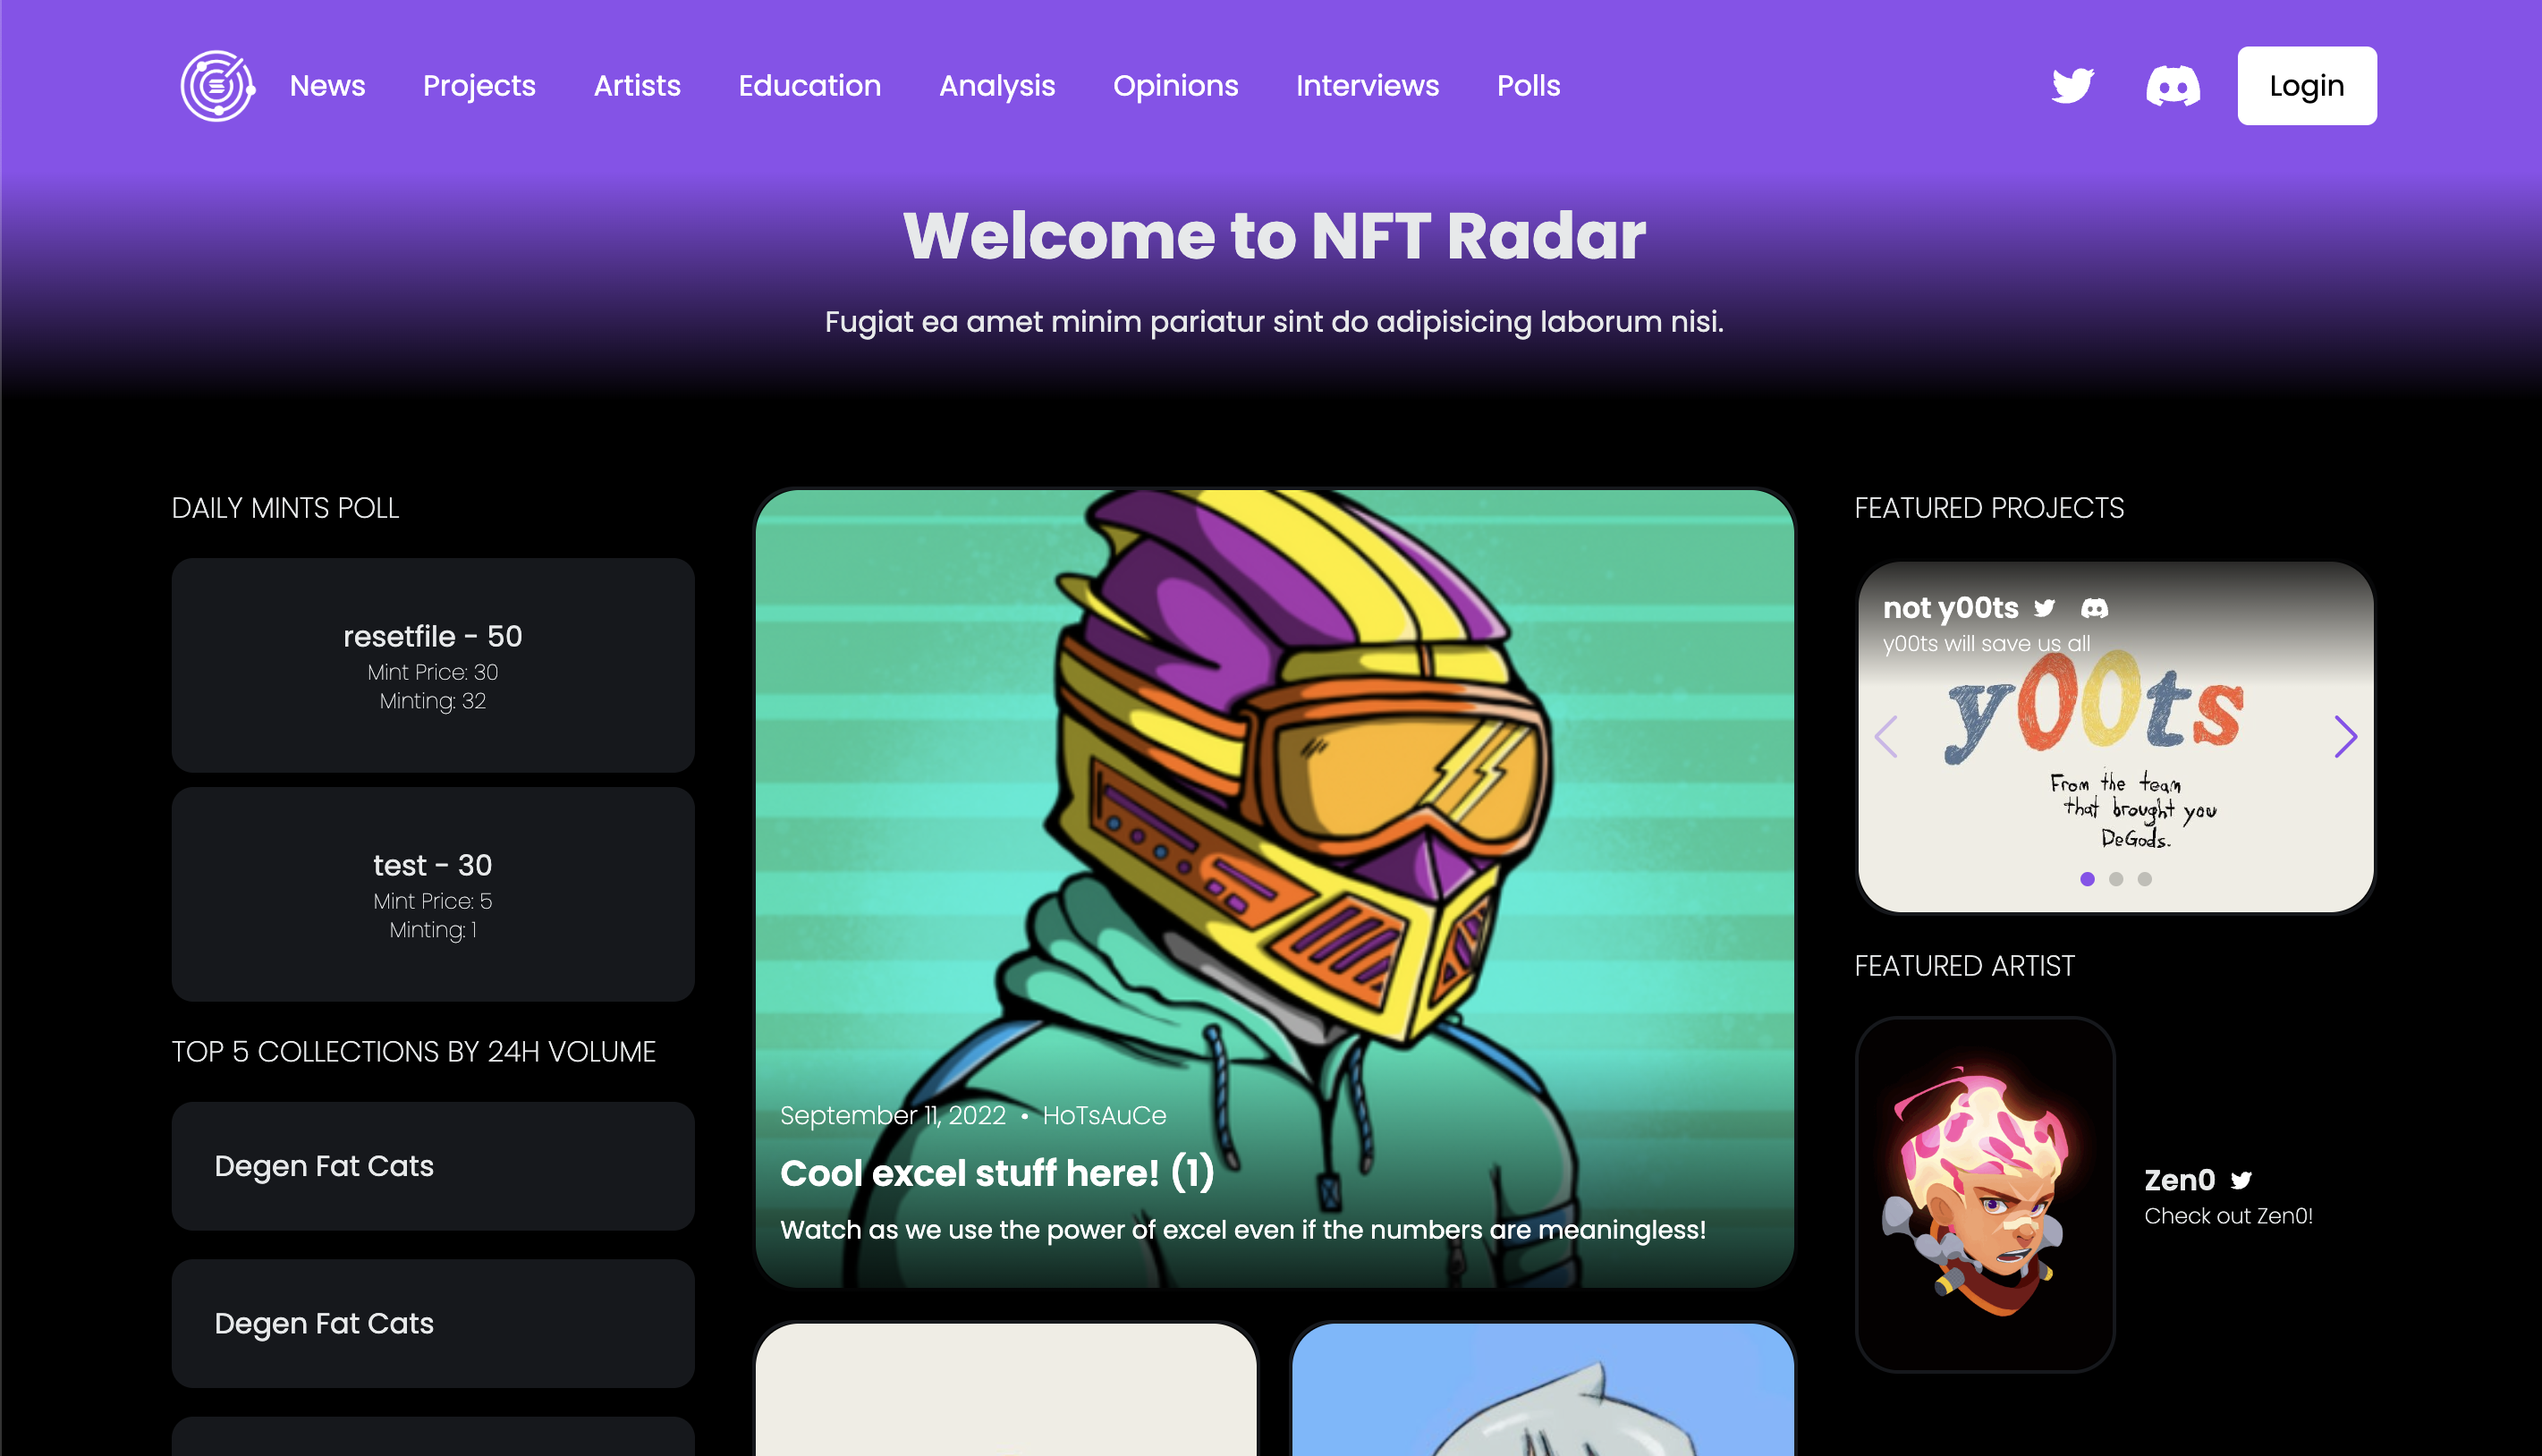 News Projects Artists Education Analysis Opinions Interviews Polls Login
Welcome to NFT Radar
Fugiat ea amet minim pariatur sint do adipisicing laborum nisi.
DAILY MINTS POLL
resetfile - 50
Mint Price: 30
Minting: 32
test - 30
Mint Price: 5
Minting: 1
TOP 5 COLLECTIONS BY 24H VOLUME
Degen Fat Cats
Degen Fat Cats
September 11, 2022 • HoTsAuCe
Cool excel stuff here! (1)
Watch as we use the power of excel even if the numbers are meaningless!
FEATURED PROJECTS
not y00ts
y00ts will save us all
y00ts
From the team
that brought you
DeGods.
FEATURED ARTIST
Zen0
Check out Zen0!